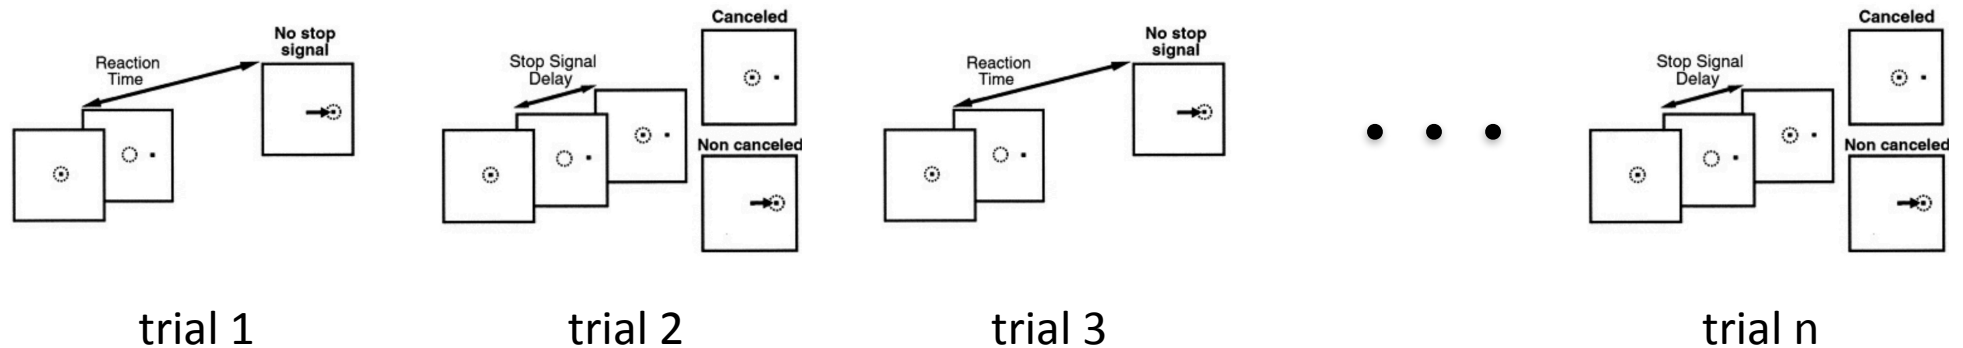 No stop
signal
Reaction
Time
trial 1
Canceled
Stop Signal
Delay
Non canceled
trial 2
No stop
signal
Reaction
Time
trial 3
Canceled
Stop Signal
Delay
Non canceled
trial n